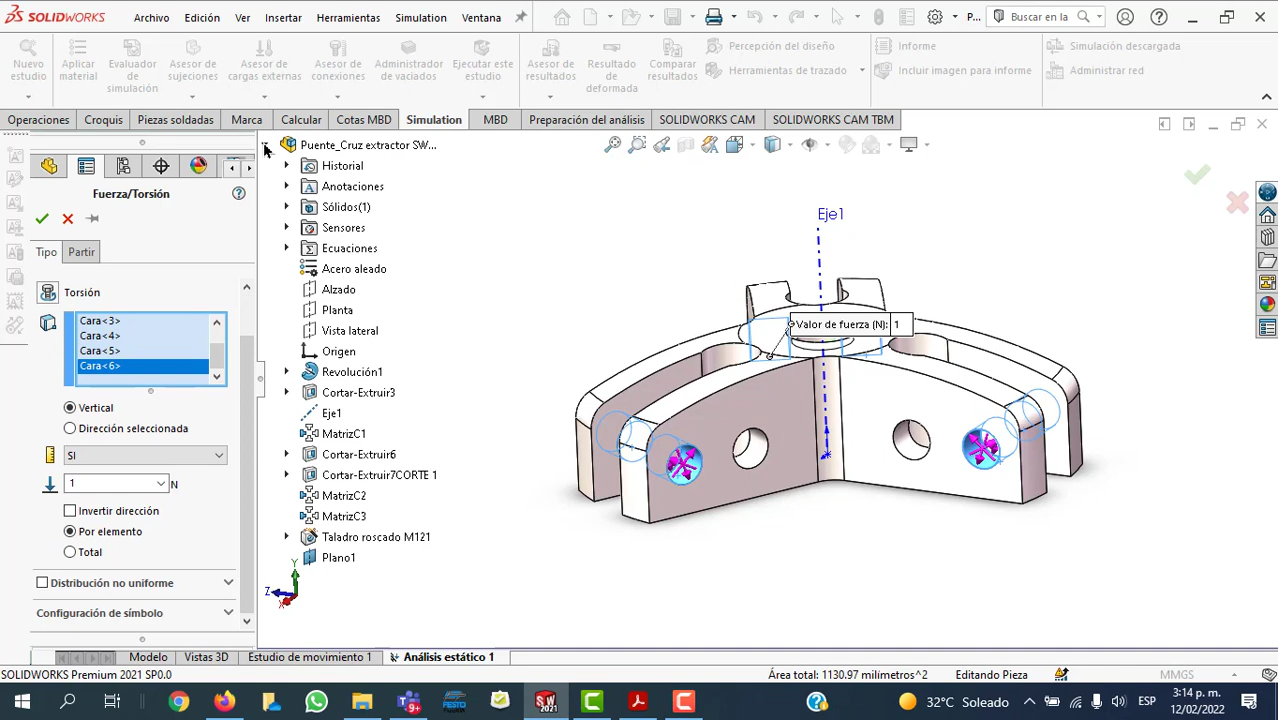 SOLIDWORKS
Archivo
Edición
Ver
Insertar
Herramientas
Simulation
Ventana
P...
Buscar en la
Nuevo estudio
Aplicar material
Evaluador de simulación
Asesor de sujeciones
Asesor de cargas externas
Asesor de conexiones
Administrador de vaciados
Ejecutar este estudio
Asesor de resultados
Resultado de deformada
Comparar resultados
Percepción del diseño
Herramientas de trazado
Informe
Incluir imagen para informe
Simulación descargada
Administrar red
Operaciones
Croquis
Piezas soldadas
Marca
Calcular
Cotas MBD
Simulation
MBD
Preparación del análisis
SOLIDWORKS CAM
SOLIDWORKS CAM TBM
Fuerza/Torsión
Tipo
Partir
Torsión
Cara<3>
Cara<4>
Cara<5>
Cara<6>
Vertical
Dirección seleccionada
SI
1
N
Invertir dirección
Por elemento
Total
Distribución no uniforme
Configuración de símbolo
Puente_Cruz extractor SW...
Historial
Anotaciones
Sólidos(1)
Sensores
Ecuaciones
Acero aleado
Alzado
Planta
Vista lateral
Origen
Revolución1
Cortar-Extruir3
Eje1
MatrizC1
Cortar-Extruir6
Cortar-Extruir7CORTE 1
MatrizC2
MatrizC3
Taladro roscado M121
Plano1
Eje1
Valor de fuerza (N): 1
Y
Z
X
Modelo
Vistas 3D
Estudio de movimiento 1
Análisis estático 1
SOLIDWORKS Premium 2021 SP0.0
Área total: 1130.97 milímetros^2
Editando Pieza
MMGS
9+
FESTO
SW
2021
32°C
Soleado
ESP
3:14 p. m.
12/02/2022